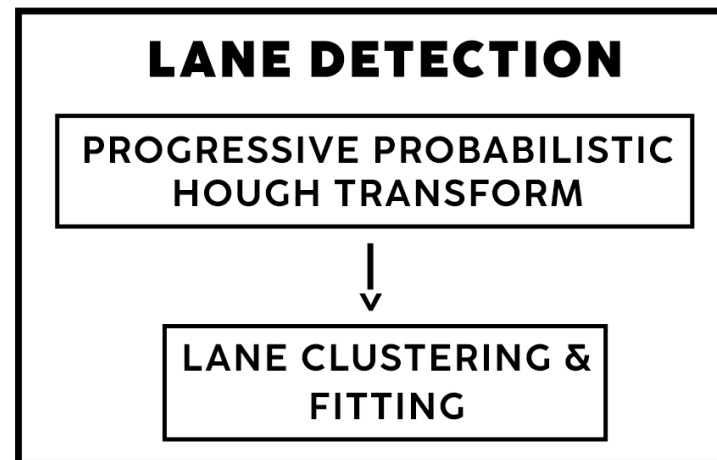 LANE DETECTION
PROGRESSIVE PROBABILISTIC
HOUGH TRANSFORM
LANE CLUSTERING &
FITTING